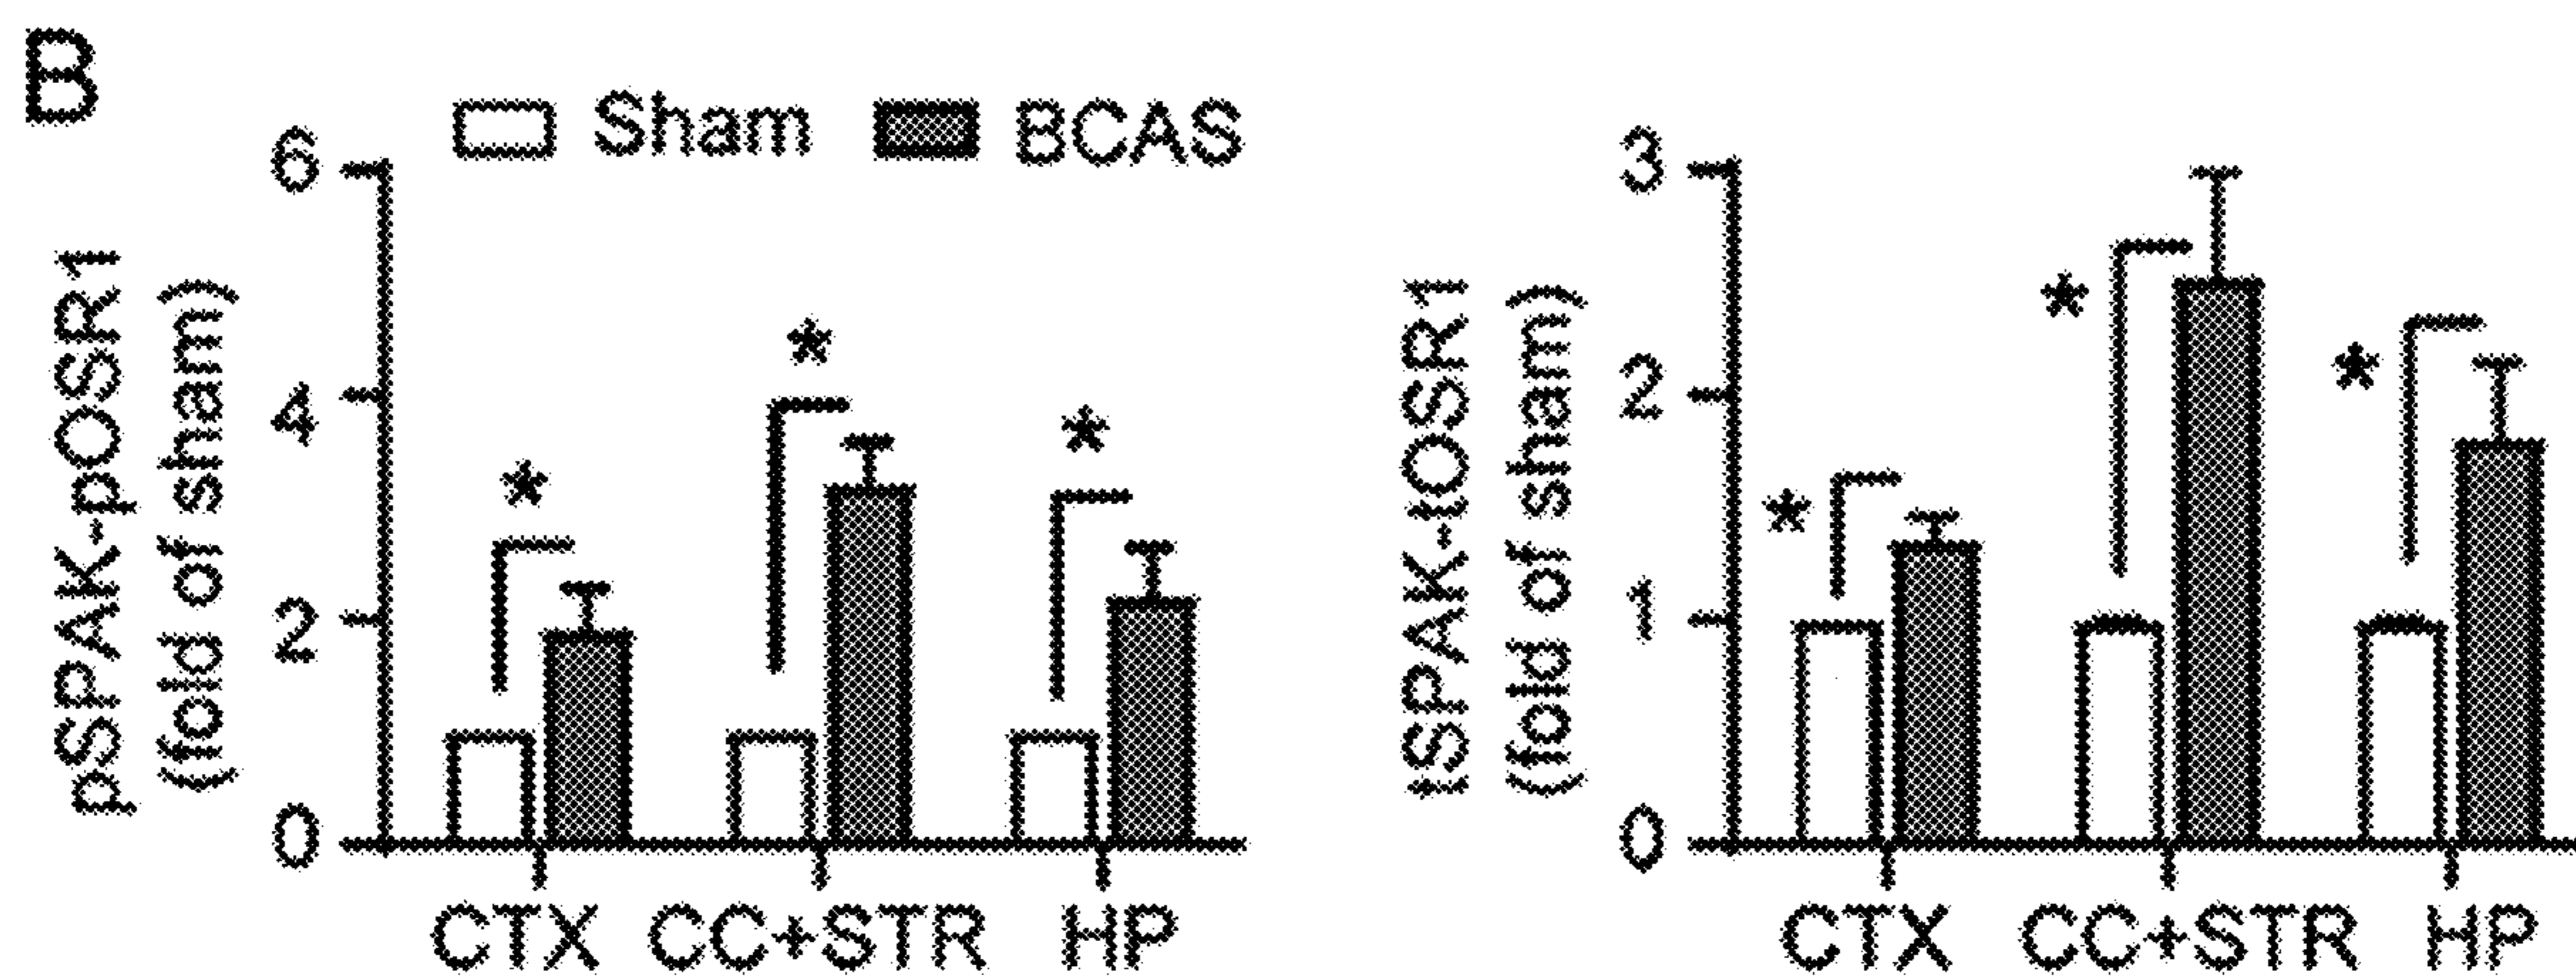 B
Sham BCAS
pSPAK-pOSR1
(fold of sham)
6
4
2
0
*
*
*
CTX CC+STR HP
tSPAK-tOSR1
(fold of sham)
3
2
1
0
*
*
*
CTX CC+STR HP